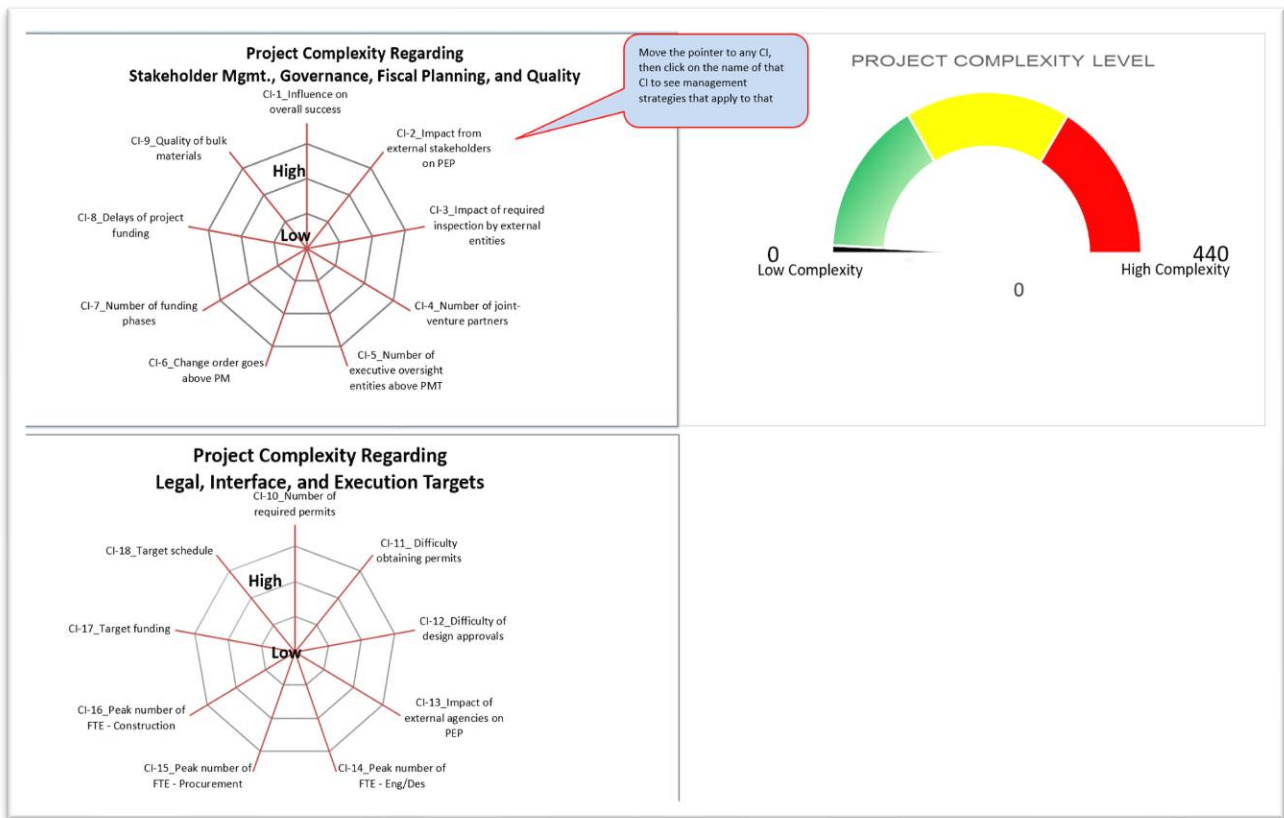 Project Complexity Regarding
Stakeholder Mgmt., Governance, Fiscal Planning, and Quality
CI-1_Influence on
overall success
CI-2_Impact from
external stakeholders
on PEP
CI-3_Impact of required
inspection by external
entities
CI-4_Number of joint-
venture partners
CI-5_Number of
executive oversight
entities above PMT
CI-6_Change order goes
above PM
CI-7_Number of funding
phases
CI-8_Delays of project
funding
CI-9_Quality of bulk
materials
High
Low
Move the pointer to any CI,
then click on the name of that
CI to see management
strategies that apply to that
PROJECT COMPLEXITY LEVEL
0
Low Complexity
440
High Complexity
0
Project Complexity Regarding
Legal, Interface, and Execution Targets
CI-10_Number of
required permits
CI-11_ Difficulty
obtaining permits
CI-12_Difficulty of
design approvals
CI-13_Impact of
external agencies on
PEP
CI-14_Peak number of
FTE - Eng/Des
CI-15_Peak number of
FTE - Procurement
CI-16_Peak number of
FTE - Construction
CI-17_Target funding
CI-18_Target schedule
High
Low